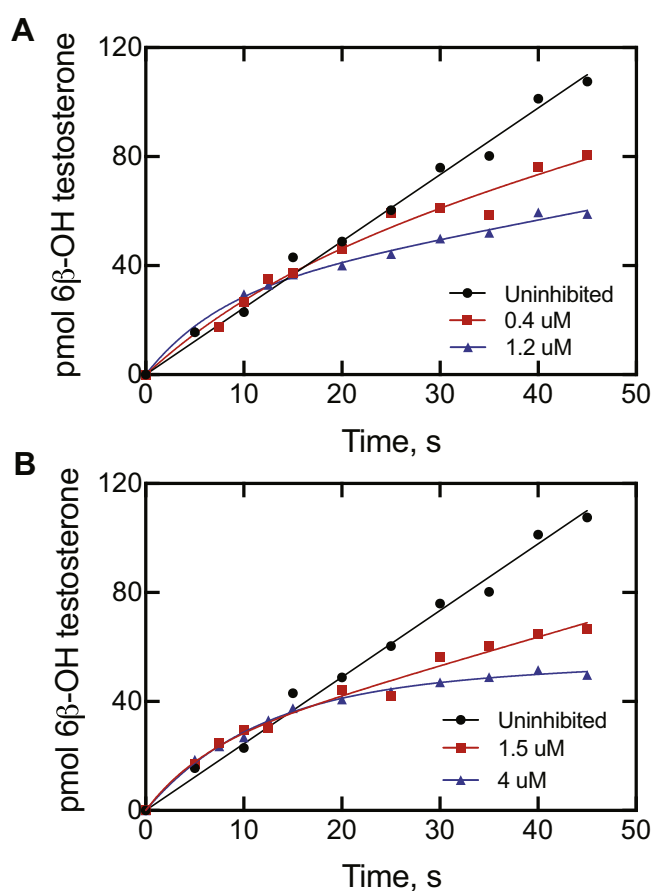 A
120
80
40
0
pmol 6β-OH testosterone
Uninhibited
0.4 uM
1.2 uM
0 10 20 30 40 50
Time, s
B
120
80
40
0
pmol 6β-OH testosterone
Uninhibited
1.5 uM
4 uM
0 10 20 30 40 50
Time, s